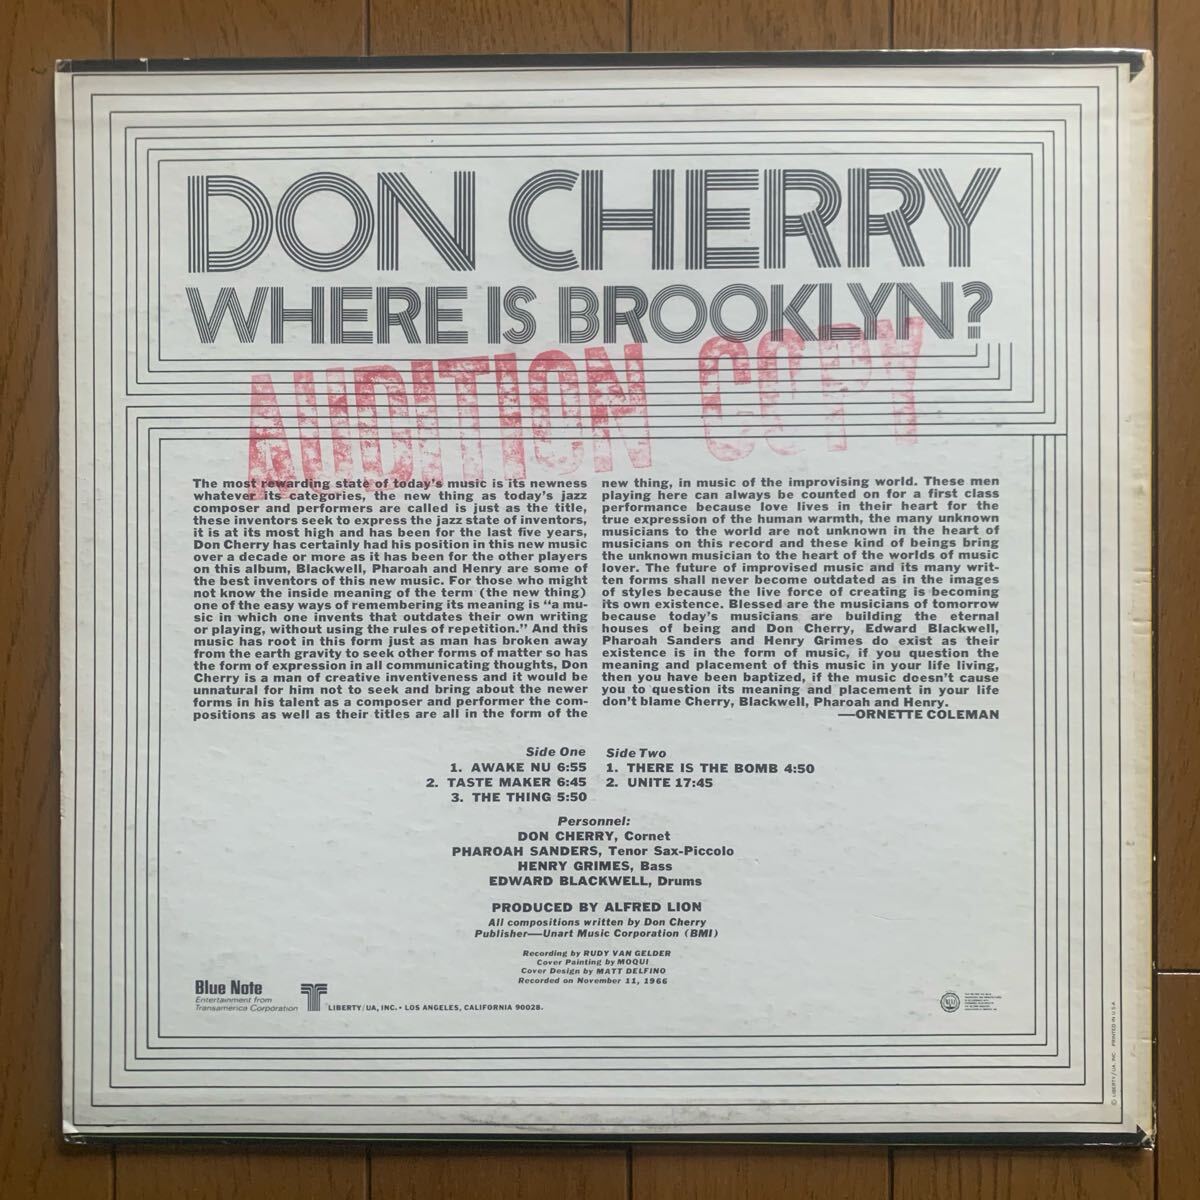 DON CHERRY
WHERE IS BROOKLYN?
AUDITION COPY
The most rewarding state of today's music is its newness
whatever its categories, the new thing as today's jazz
composer and performers are called is just as the title,
these inventors seek to express the jazz state of inventors,
it is at its most high and has been for the last five years,
Don Cherry has certainly had his position in this new music
over a decade or more as it has been for the other players
on this album, Blackwell, Pharoah and Henry are some of
the best inventors of this new music. For those who might
not know the inside meaning of the term (the new thing)
one of the easy ways of remembering its meaning is “a mu-
sic in which one invents that outdates their own writing
or playing, without using the rules of repetition.” And this
music has root in this form just as man has broken away
from the earth gravity to seek other forms of matter so has
the form of expression in all communicating thoughts, Don
Cherry is a man of creative inventiveness and it would be
unnatural for him not to seek and bring about the newer
forms in his talent as a composer and performer the com-
positions as well as their titles are all in the form of the
new thing, in music of the improvising world. These men
playing here can always be counted on for a first class
performance because love lives in their heart for the
true expression of the human warmth, the many unknown
musicians to the world are not unknown in the heart of
musicians on this record and these kind of beings bring
the unknown musician to the heart of the worlds of music
lover. The future of improvised music and its many writ-
ten forms shall never become outdated as in the images
of styles because the live force of creating is becoming
its own existence. Blessed are the musicians of tomorrow
because today's musicians are building the eternal
houses of being and Don Cherry, Edward Blackwell,
Pharoah Sanders and Henry Grimes do exist as their
existence is in the form of music, if you question the
meaning and placement of this music in your life living,
then you have been baptized, if the music doesn't cause
you to question its meaning and placement in your life
don't blame Cherry, Blackwell, Pharoah and Henry.
—ORNETTE COLEMAN
Side One
1. AWAKE NU 6:55
2. TASTE MAKER 6:45
3. THE THING 5:50
Side Two
1. THERE IS THE BOMB 4:50
2. UNITE 17:45
Personnel:
DON CHERRY, Cornet
PHAROAH SANDERS, Tenor Sax-Piccolo
HENRY GRIMES, Bass
EDWARD BLACKWELL, Drums
PRODUCED BY ALFRED LION
All compositions written by Don Cherry
Publisher—Unart Music Corporation (BMI)
Recording by RUDY VAN GELDER
Cover Painting by MOQUI
Cover Design by MATT DELFINO
Recorded on November 11, 1966
Blue Note
Entertainment from
Transamerica Corporation
LIBERTY/UA, INC. • LOS ANGELES, CALIFORNIA 90028.
© LIBERTY/UA, INC. PRINTED IN U.S.A.